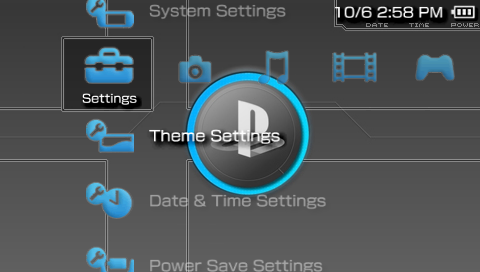 System Settings
10/6 2:58 PM
DATE TIME POWER
Settings
Theme Settings
Date & Time Settings
Power Save Settings